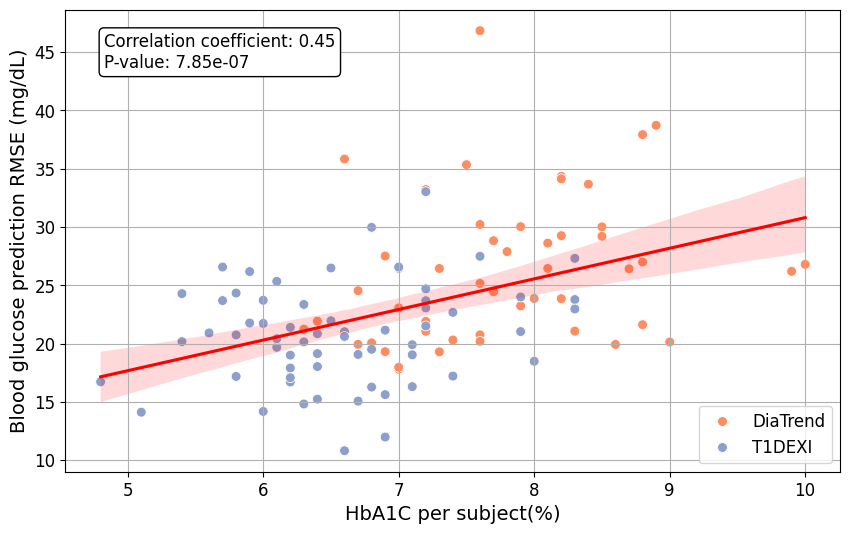 Correlation coefficient: 0.45
P-value: 7.85e-07
Blood glucose prediction RMSE (mg/dL)
45
40
35
30
25
20
15
10
DiaTrend
T1DEXI
5
6
7
8
9
10
HbA1C per subject(%)